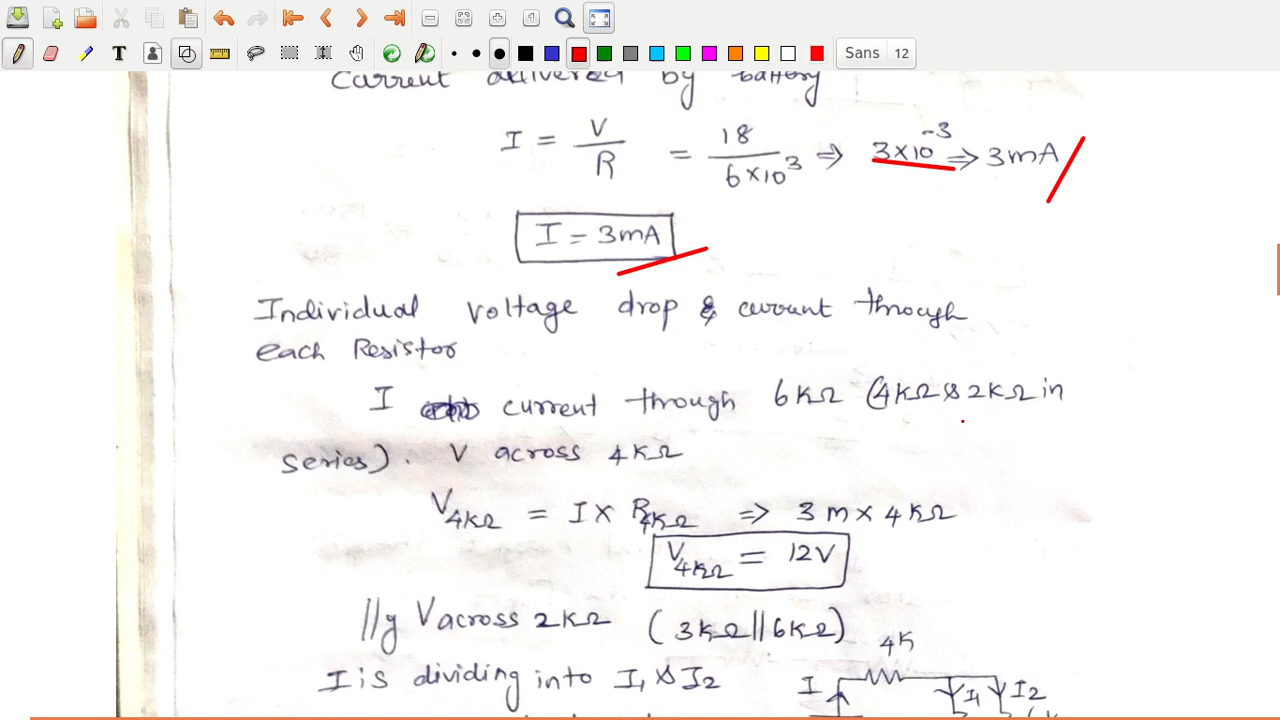 Sans 12
Current delivered by battery
I = V/R = 18/6×10³ ⇒ 3×10⁻³ ⇒ 3mA
I = 3mA
Individual voltage drop & current through
each Resistor
I current through 6KΩ (4KΩ & 2KΩ in
series). V across 4KΩ
V4KΩ = I× R4KΩ ⇒ 3m × 4KΩ
V4KΩ = 12V
||ly V across 2KΩ (3KΩ||6KΩ)
4K
I is dividing into I₁ & I₂
I I₁ I₂